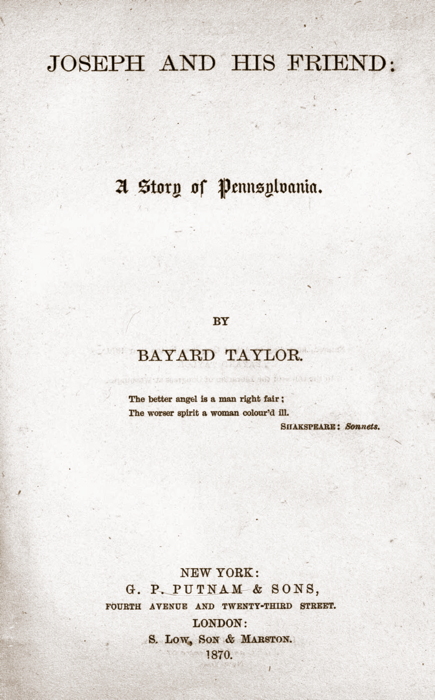 JOSEPH AND HIS FRIEND:
A Story of Pennsylvania.
BY
BAYARD TAYLOR.
The better angel is a man right fair;
The worser spirit a woman colour'd ill.
SHAKSPEARE: Sonnets.
NEW YORK:
G. P. PUTNAM & SONS,
FOURTH AVENUE AND TWENTY-THIRD STREET.
LONDON:
S. LOW, SON & MARSTON.
1870.